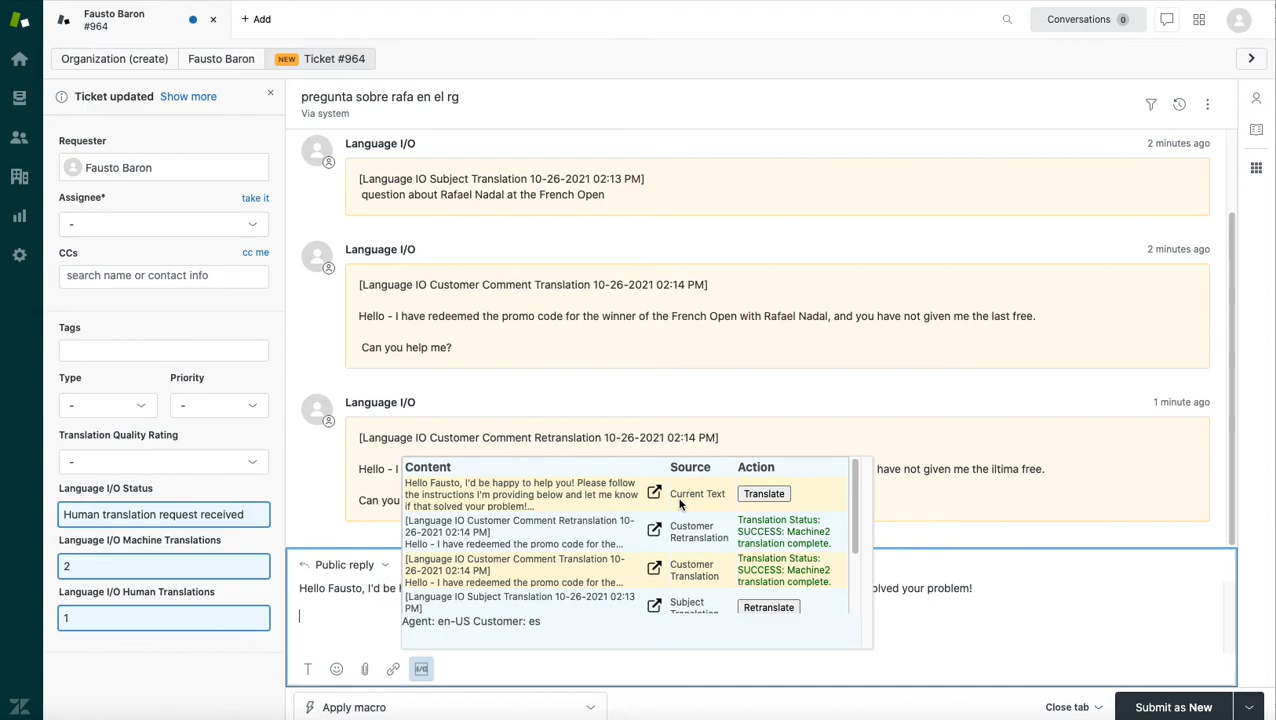 Fausto Baron
#964
+ Add
Conversations 0
Organization (create)
Fausto Baron
NEW Ticket #964
Ticket updated Show more
Requester
Fausto Baron
Assignee*
take it
-
CCs
cc me
search name or contact info
Tags
Type
Priority
-
-
Translation Quality Rating
-
Language I/O Status
Human translation request received
Language I/O Machine Translations
2
Language I/O Human Translations
1
pregunta sobre rafa en el rg
Via system
Language I/O
2 minutes ago
[Language IO Subject Translation 10-26-2021 02:13 PM]
question about Rafael Nadal at the French Open
Language I/O
2 minutes ago
[Language IO Customer Comment Translation 10-26-2021 02:14 PM]
Hello - I have redeemed the promo code for the winner of the French Open with Rafael Nadal, and you have not given me the last free.
Can you help me?
Language I/O
1 minute ago
[Language IO Customer Comment Retranslation 10-26-2021 02:14 PM]
Hello - I
have not given me the iltima free.
Can you
Content
Source
Action
Hello Fausto, I'd be happy to help you! Please follow
the instructions I'm providing below and let me know
if that solved your problem!...
Current Text
Translate
[Language IO Customer Comment Retranslation 10-
26-2021 02:14 PM]
Hello - I have redeemed the promo code for the...
Customer
Retranslation
Translation Status:
SUCCESS: Machine2
translation complete.
[Language IO Customer Comment Translation 10-
26-2021 02:14 PM]
Hello - I have redeemed the promo code for the...
Customer
Translation
Translation Status:
SUCCESS: Machine2
translation complete.
[Language IO Subject Translation 10-26-2021 02:13
PM]
Subject
Translation
Retranslate
Agent: en-US Customer: es
Public reply
Hello Fausto, I'd be h
olved your problem!
T
I/O
Apply macro
Close tab
Submit as New